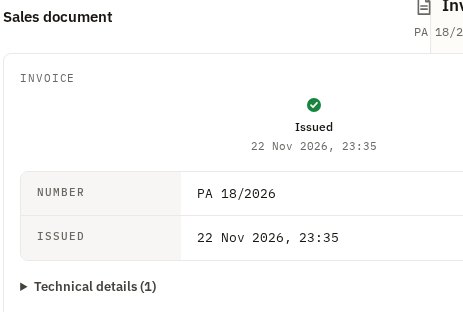 Sales document
PA 18/2
INVOICE
Issued
22 Nov 2026, 23:35
NUMBER PA 18/2026
ISSUED 22 Nov 2026, 23:35
Technical details (1)